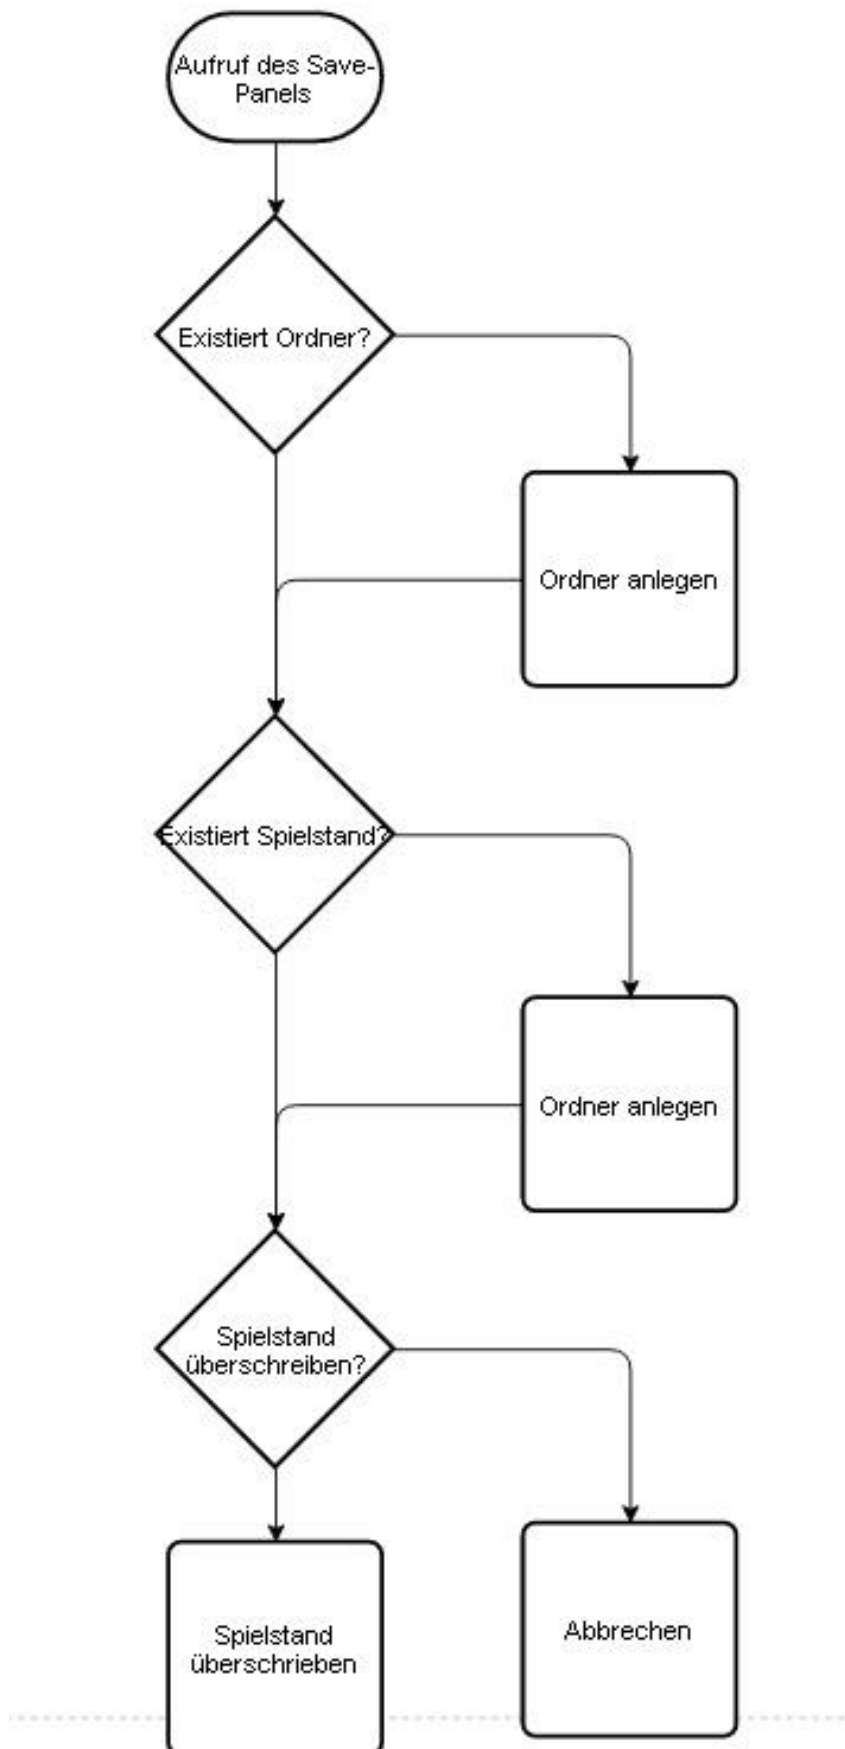 Aufruf des Save-
Panels
Existiert Ordner?
Ordner anlegen
Existiert Spielstand?
Ordner anlegen
Spielstand
überschreiben?
Spielstand
überschrieben
Abbrechen